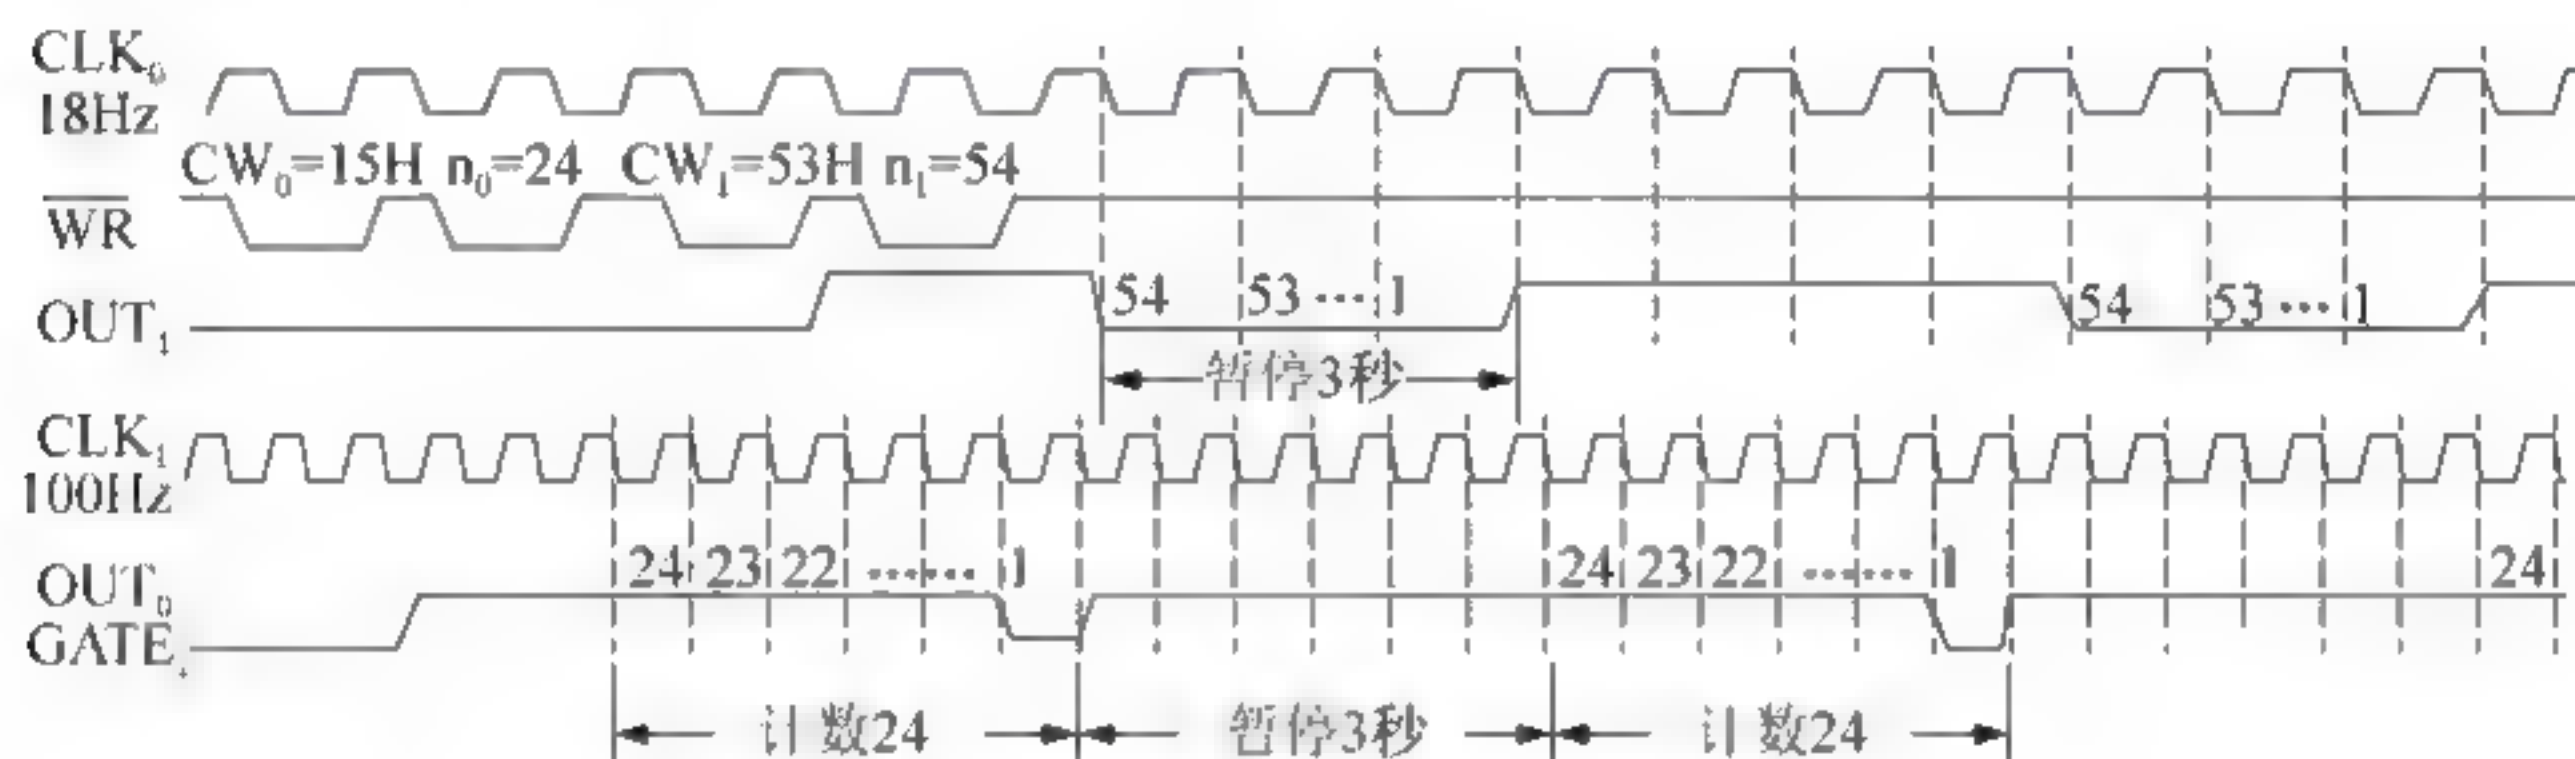 CLK₀
18Hz
CW₀=15H n₀=24 CW₁=53H n₁=54
WR
OUT₁
54 53 ··· 1
54 53 ··· 1
暂停3秒
CLK₁
100Hz
24 23 22 ······ 1
24 23 22 ······ 1
24
OUT₀
GATE₁
计数24
暂停3秒
计数24